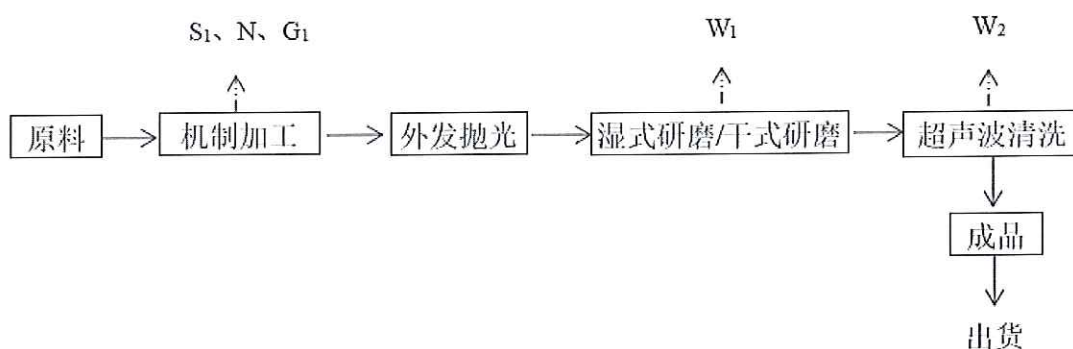 S₁、N、G₁
W₁
W₂
原料
机制加工
外发抛光
湿式研磨/干式研磨
超声波清洗
成品
出货